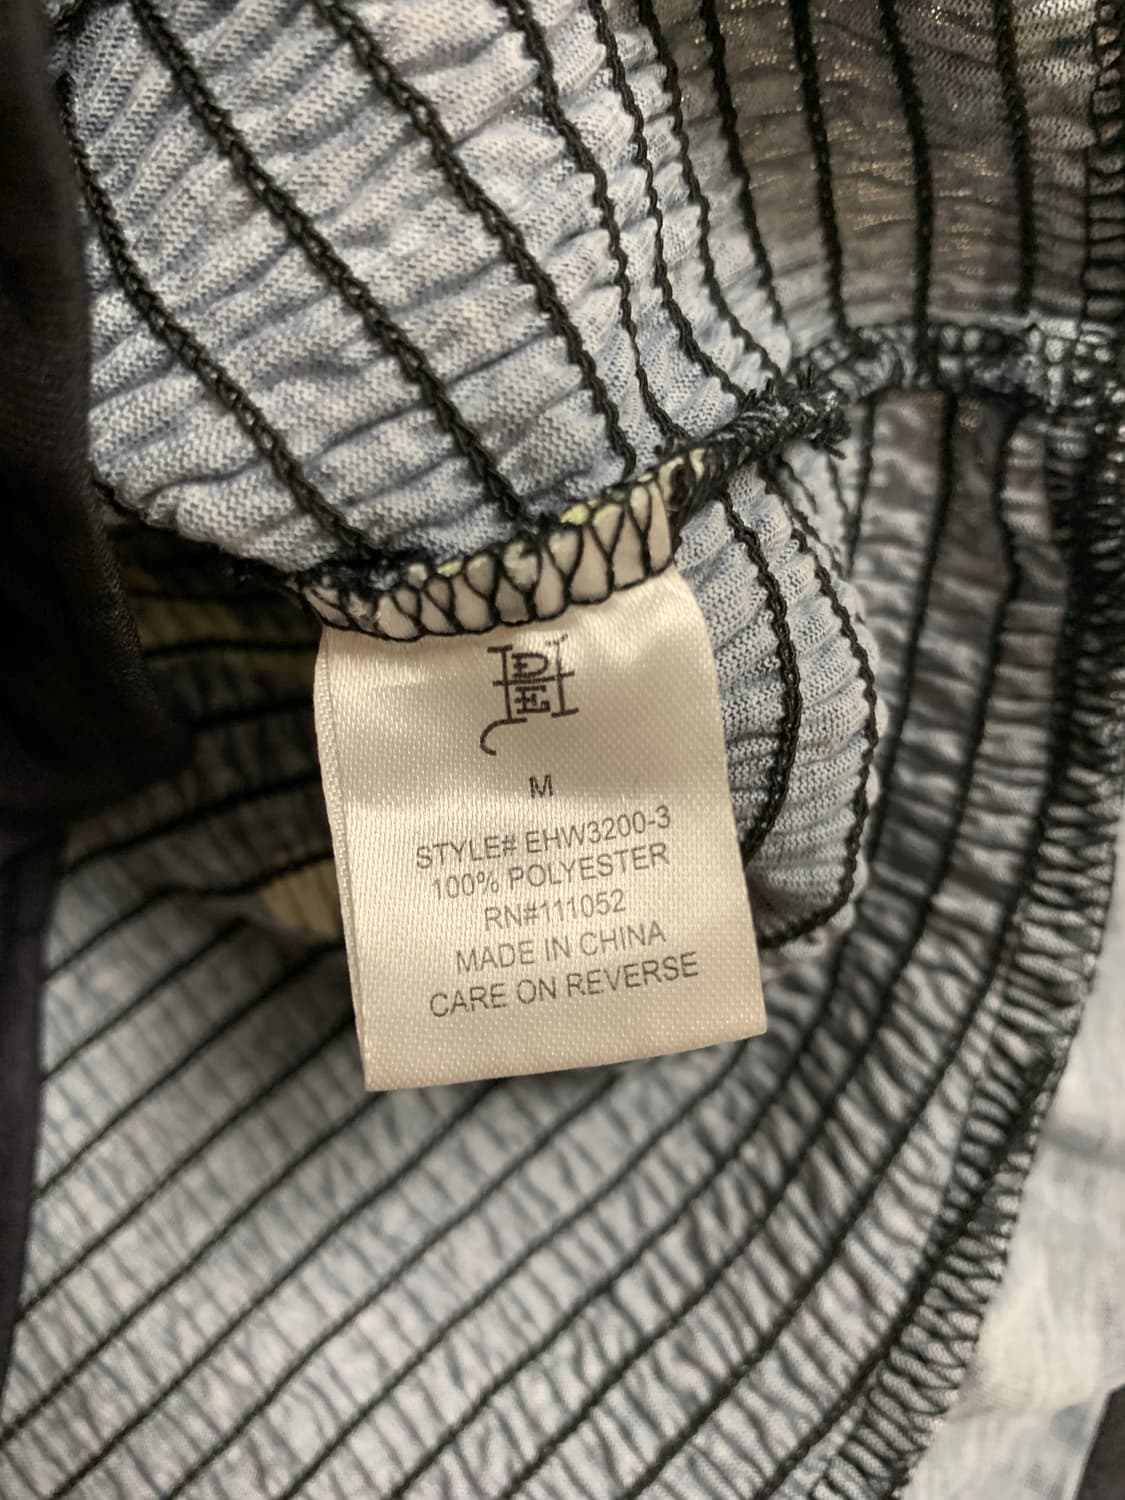 M
STYLE# EHW3200-3
100% POLYESTER
RN#111052
MADE IN CHINA
CARE ON REVERSE